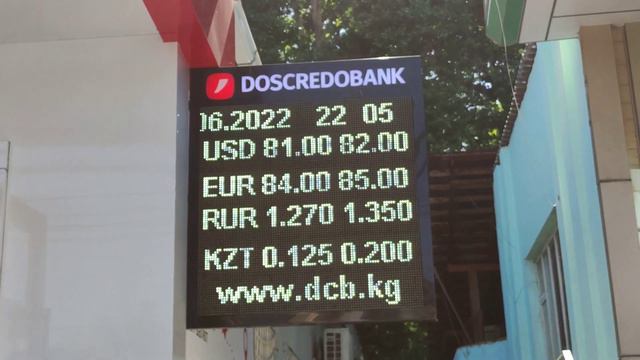 DOSCREDOBANK
06.2022 22 05
USD 81.00 82.00
EUR 84.00 85.00
RUR 1.270 1.350
KZT 0.125 0.200
www.dcb.kg